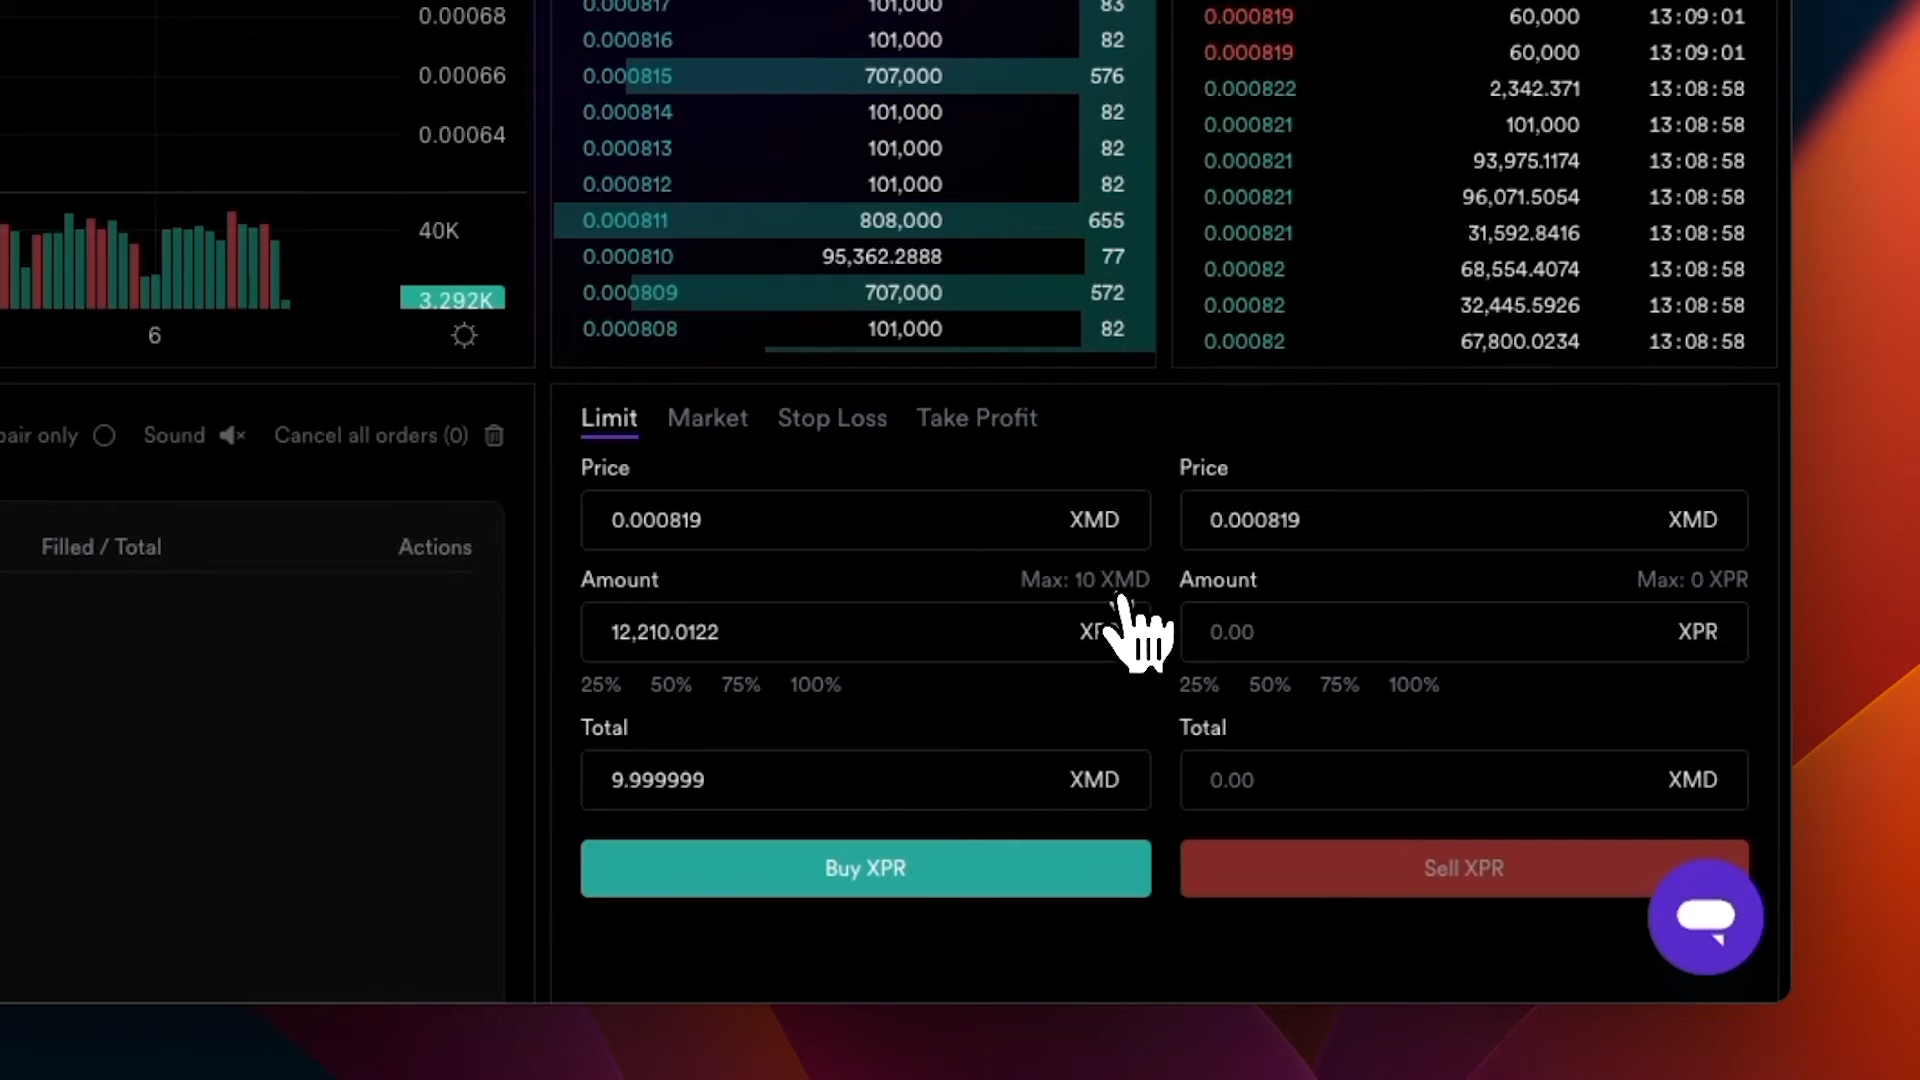 0.00068
0.00066
0.00064
40K
3.292K
6
0.000817 101,000 83
0.000816 101,000 82
0.000815 707,000 576
0.000814 101,000 82
0.000813 101,000 82
0.000812 101,000 82
0.000811 808,000 655
0.000810 95,362.2888 77
0.000809 707,000 572
0.000808 101,000 82
0.000819 60,000 13:09:01
0.000819 60,000 13:09:01
0.000822 2,342.371 13:08:58
0.000821 101,000 13:08:58
0.000821 93,975.1174 13:08:58
0.000821 96,071.5054 13:08:58
0.000821 31,592.8416 13:08:58
0.00082 68,554.4074 13:08:58
0.00082 32,445.5926 13:08:58
0.00082 67,800.0234 13:08:58
pair only Sound Cancel all orders (0)
Filled / Total Actions
Limit Market Stop Loss Take Profit
Price
0.000819 XMD
Amount Max: 10 XMD
12,210.0122
25% 50% 75% 100%
Total
9.999999 XMD
Buy XPR
Price
0.000819 XMD
Amount Max: 0 XPR
0.00 XPR
25% 50% 75% 100%
Total
0.00 XMD
Sell XPR